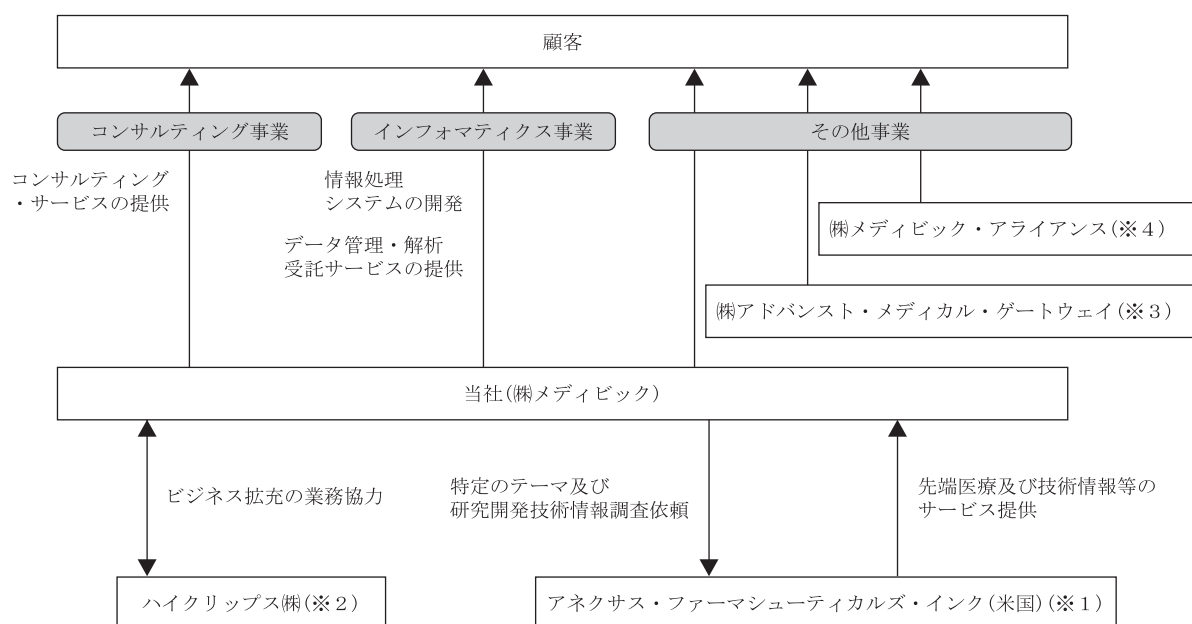 顧客
コンサルティング事業
インフォマティクス事業
その他事業
コンサルティング
・サービスの提供
情報処理
システムの開発
データ管理・解析
受託サービスの提供
㈱メディビック・アライアンス(※4)
㈱アドバンスト・メディカル・ゲートウェイ(※3)
当社(㈱メディビック)
ビジネス拡充の業務協力
特定のテーマ及び
研究開発技術情報調査依頼
先端医療及び技術情報等の
サービス提供
ハイクリップス㈱(※2)
アネクサス・ファーマシューティカルズ・インク(米国)(※1)